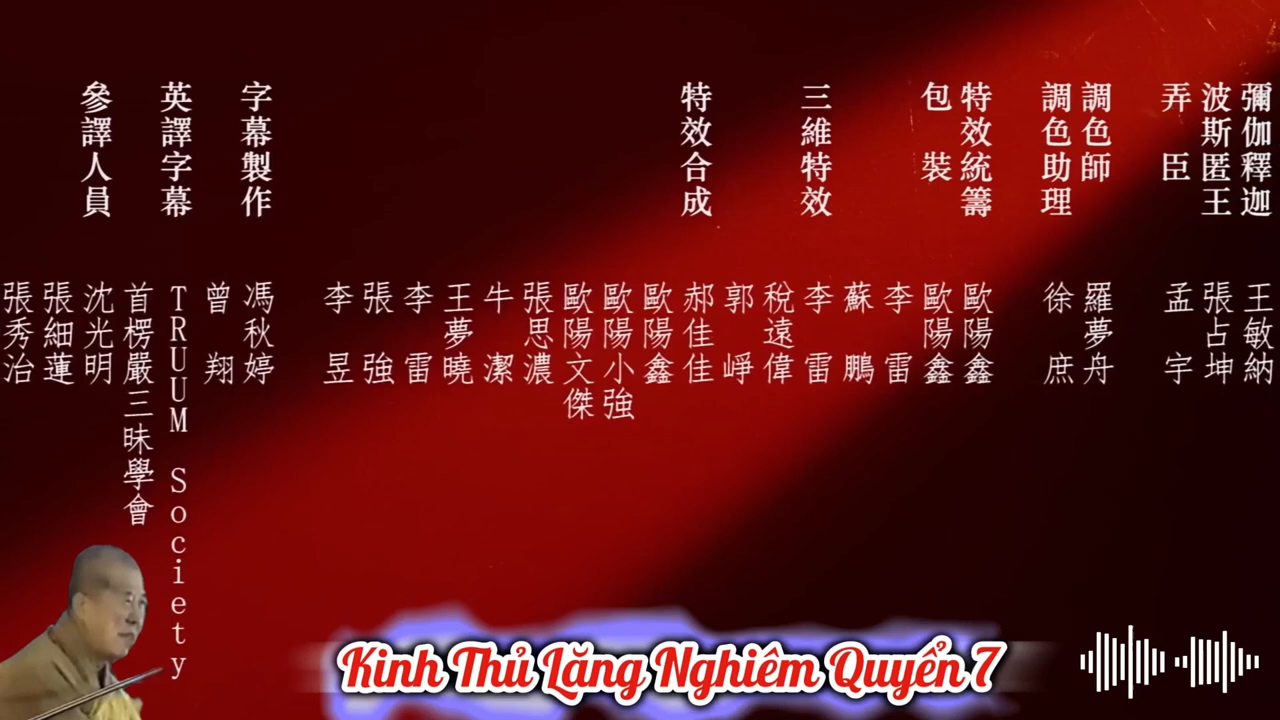 彌伽釋迦 王敏納
波斯匿王 張占坤
弄臣 孟宇
調色師 羅夢舟
調色助理 徐庶
特效統籌 歐陽鑫
包裝 歐陽鑫
李雷
蘇鵬
三維特效 李雷
稅遠偉
郭崢
特效合成 郝佳佳
歐陽鑫
歐陽小強
歐陽文傑
張思濃
牛潔
王夢曉
李雷
張強
李昱
字幕製作 馮秋婷
曾翔
英譯字幕 TRUUM Society
首楞嚴三昧學會
參譯人員 沈光明
張細蓮
張秀治
Kinh Thủ Lăng Nghiêm Quyển 7